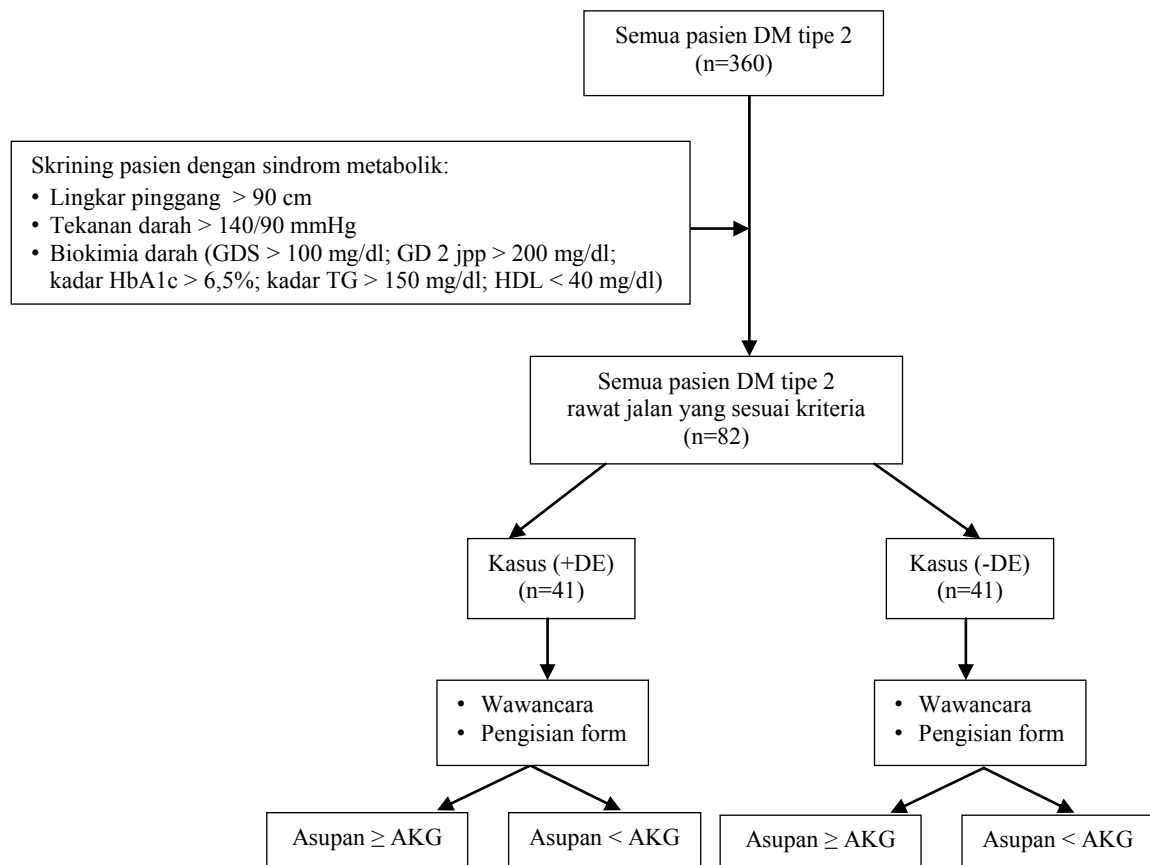 Semua pasien DM tipe 2
(n=360)
Skrining pasien dengan sindrom metabolik:
• Lingkar pinggang > 90 cm
• Tekanan darah > 140/90 mmHg
• Biokimia darah (GDS > 100 mg/dl; GD 2 jpp > 200 mg/dl;
kadar HbA1c > 6,5%; kadar TG > 150 mg/dl; HDL < 40 mg/dl)
Semua pasien DM tipe 2
rawat jalan yang sesuai kriteria
(n=82)
Kasus (+DE)
(n=41)
Kasus (-DE)
(n=41)
• Wawancara
• Pengisian form
• Wawancara
• Pengisian form
Asupan ≥ AKG
Asupan < AKG
Asupan ≥ AKG
Asupan < AKG